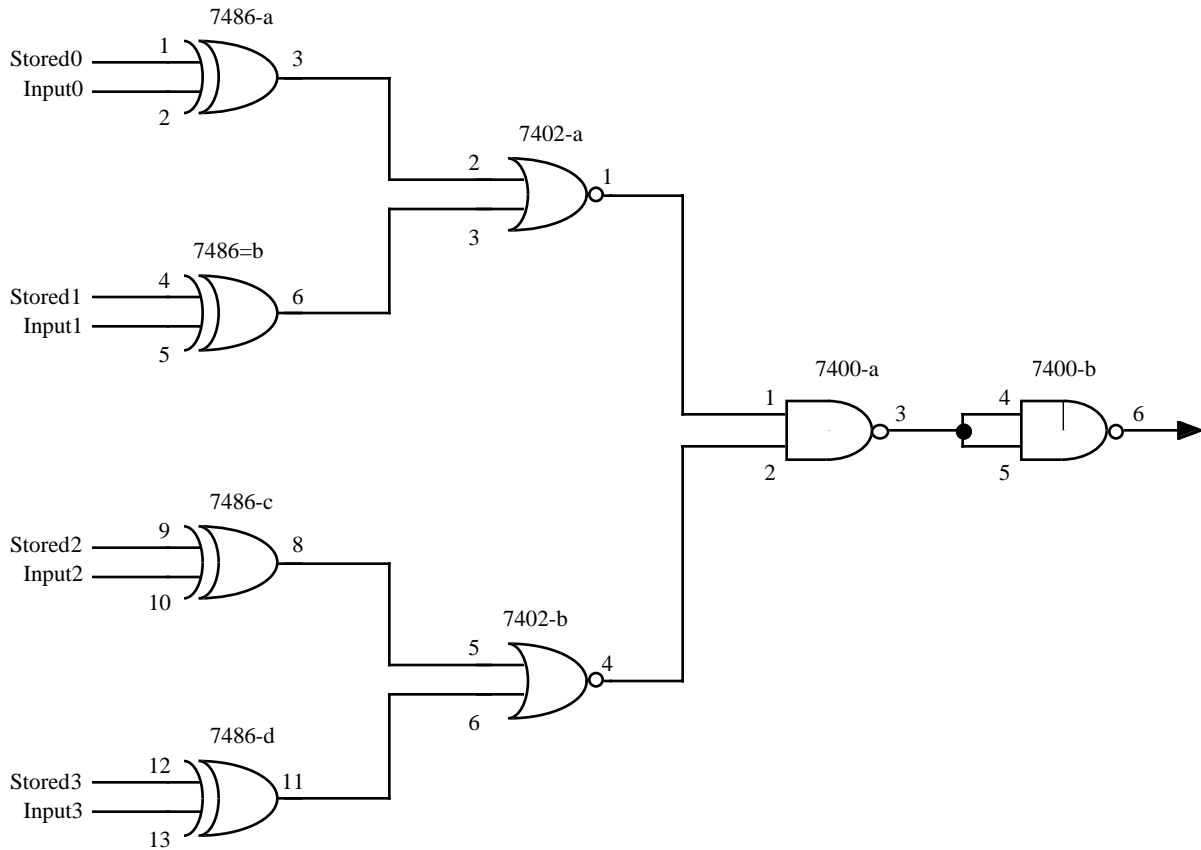 7486-a
1
Stored0
3
Input0
2
7402-a
2
1
3
7486=b
4
Stored1
6
Input1
5
7400-a
7400-b
1
3
4
6
2
5
7486-c
9
Stored2
8
Input2
10
7402-b
5
4
6
7486-d
12
Stored3
11
Input3
13